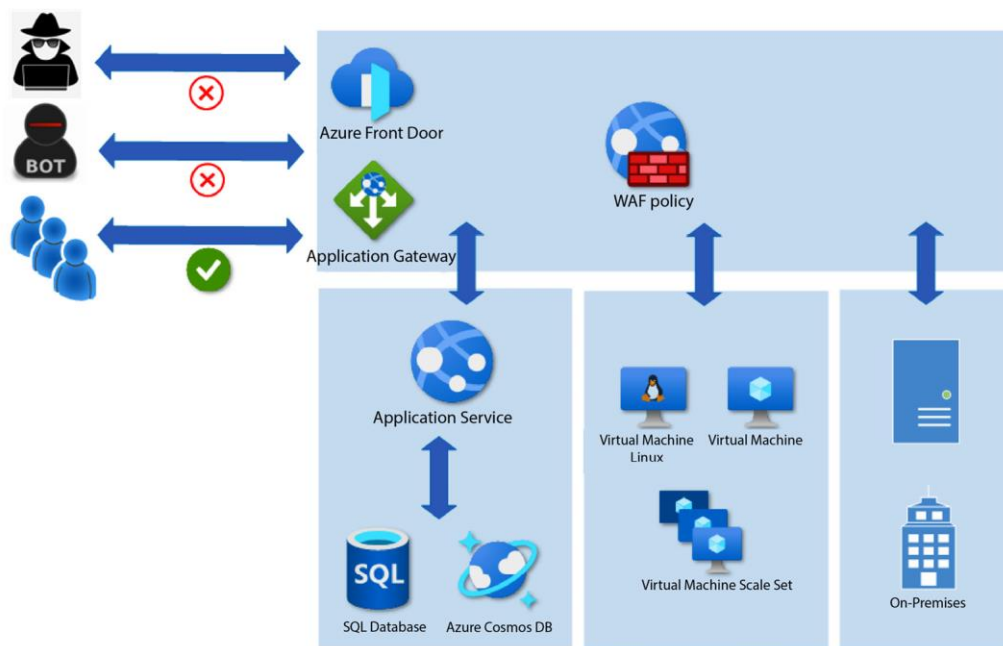 Azure Front Door
BOT
WAF policy
Application Gateway
Application Service
Virtual Machine
Linux
Virtual Machine
SQL
Virtual Machine Scale Set
SQL Database
Azure Cosmos DB
On-Premises